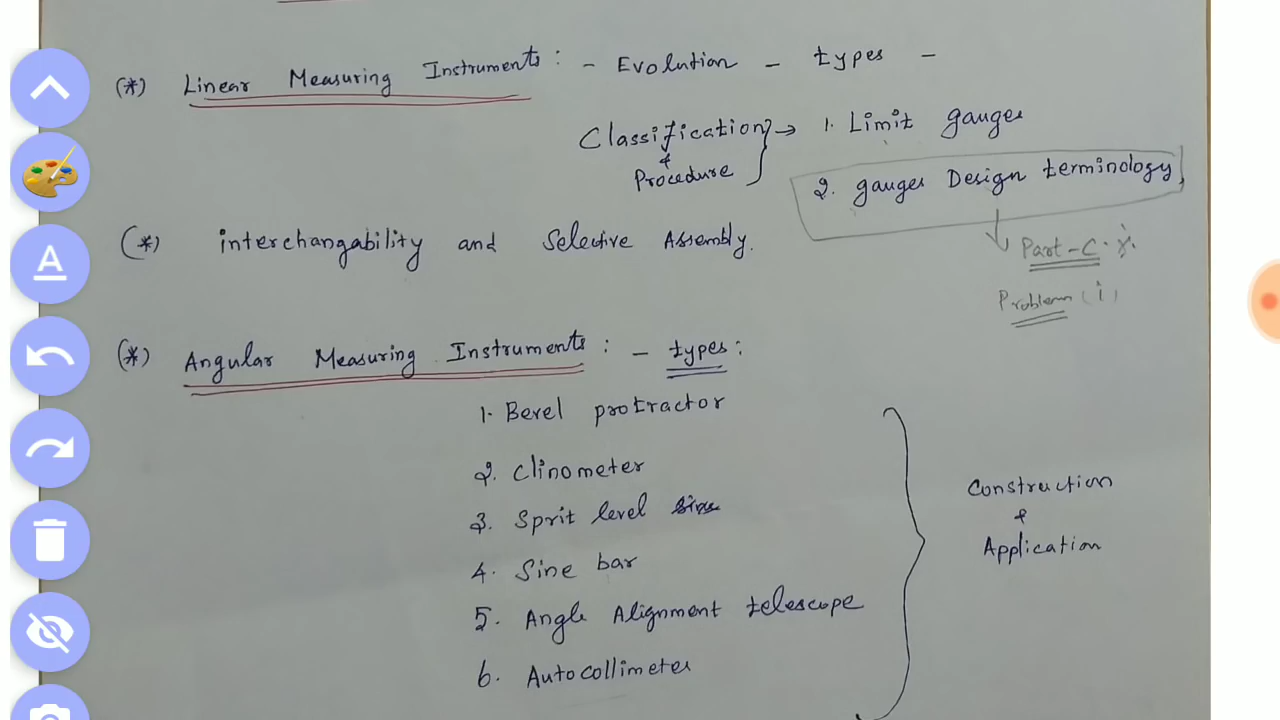 (*) Linear Measuring Instruments : - Evolution - types -
Classification & Procedure } → 1. Limit gauges
2. gauges Design terminology
Part-C
Problem (i)
(*) interchangability and Selective Assembly.
(*) Angular Measuring Instruments : - types :
1. Bevel protractor
2. Clinometer
3. Sprit level
4. Sine bar
5. Angle Alignment telescope
6. Autocollimeter
Construction
&
Application
A